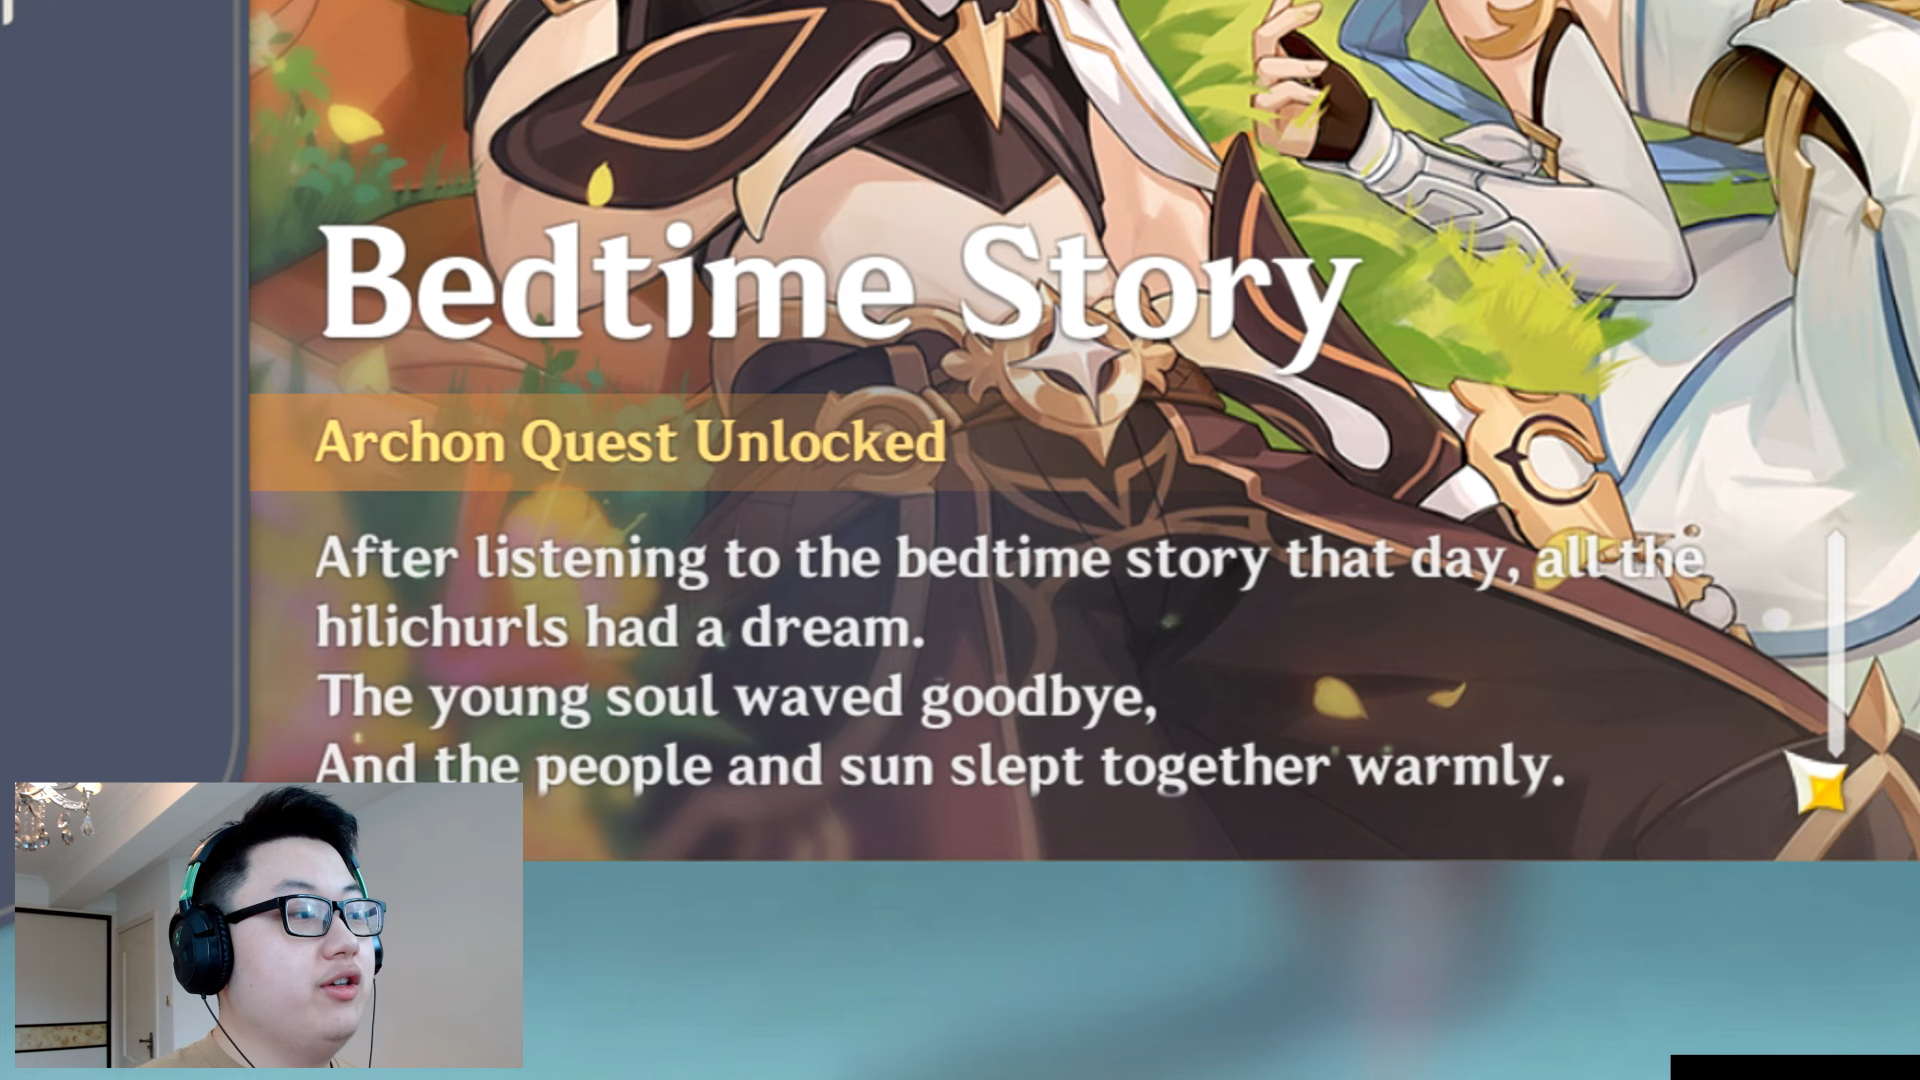 Bedtime Story
Archon Quest Unlocked
After listening to the bedtime story that day, all the
hilichurls had a dream.
The young soul waved goodbye,
And the people and sun slept together warmly.